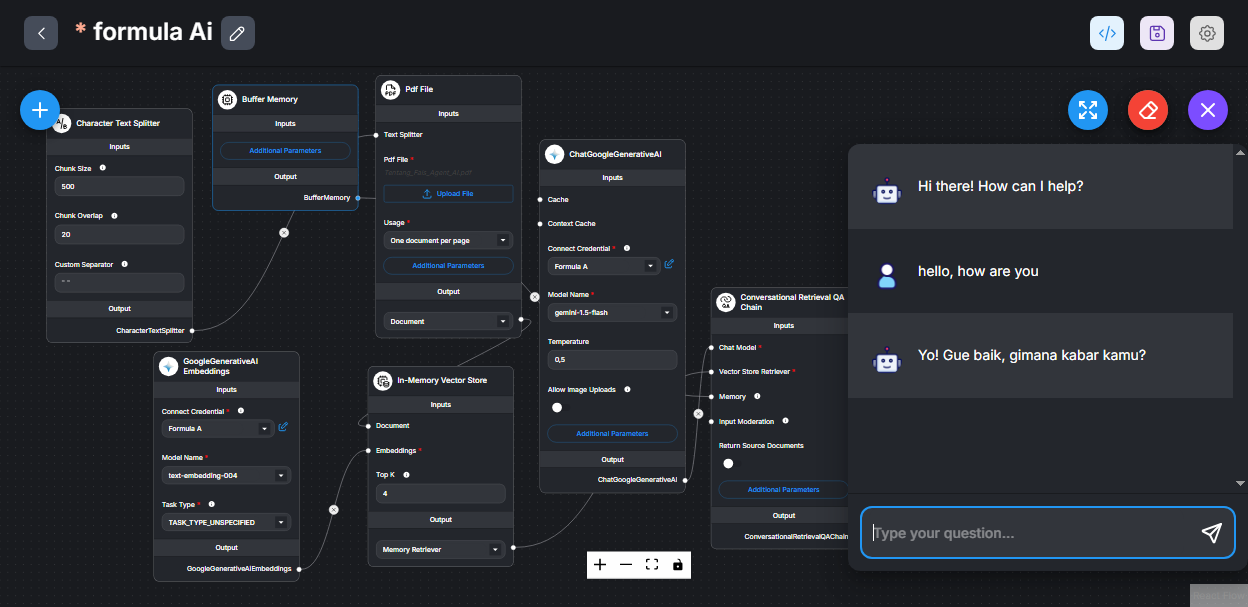 * formula Ai
Character Text Splitter
Inputs
Chunk Size
500
Chunk Overlap
20
Custom Separator
" "
Output
CharacterTextSplitter
Buffer Memory
Inputs
Additional Parameters
Output
BufferMemory
Pdf File
Inputs
Text Splitter
Pdf File *
Upload File
Usage *
One document per page
Additional Parameters
Output
Document
GoogleGenerativeAI
Embeddings
Inputs
Connect Credential *
Formula A
Model Name *
text-embedding-004
Task Type *
TASK_TYPE_UNSPECIFIED
Output
GoogleGenerativeAiEmbeddings
In-Memory Vector Store
Inputs
Document
Embeddings *
Top K
4
Output
Memory Retriever
ChatGoogleGenerativeAI
Inputs
Cache
Context Cache
Connect Credential *
Formula A
Model Name *
gemini-1.5-flash
Temperature
0,5
Allow Image Uploads
Additional Parameters
Output
ChatGoogleGenerativeAI
Conversational Retrieval QA
Chain
Inputs
Chat Model *
Vector Store Retriever *
Memory
Input Moderation
Return Source Documents
Additional Parameters
Output
ConversationalRetrievalQAChain
Hi there! How can I help?
hello, how are you
Yo! Gue baik, gimana kabar kamu?
Type your question...
React Flow